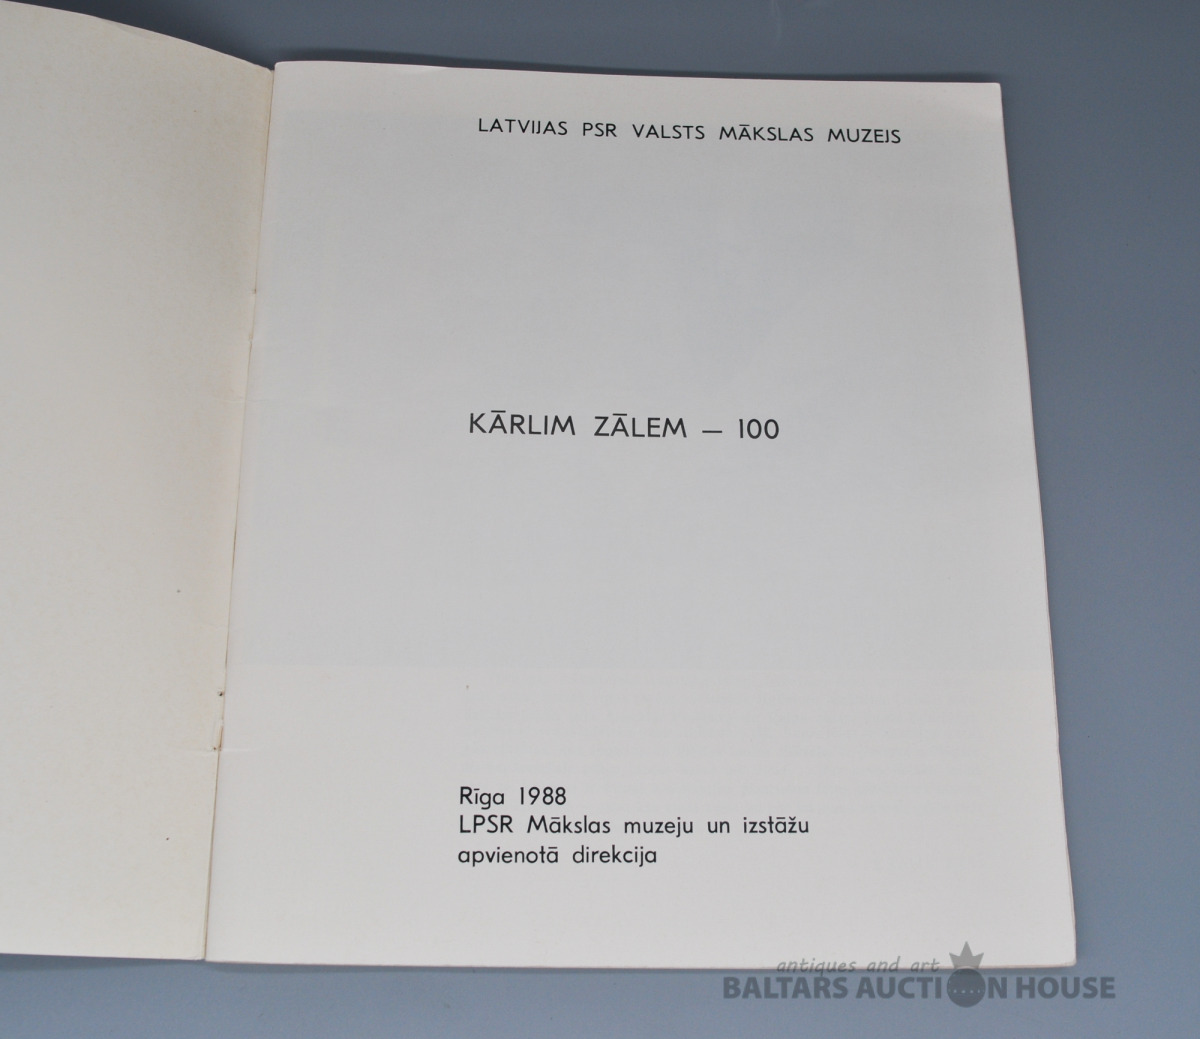 LATVIJAS PSR VALSTS MĀKSLAS MUZEJS
KĀRLIM ZĀLEM — 100
Rīga 1988
LPSR Mākslas muzeju un izstāžu
apvienotā direkcija
antiques and art
BALTARS AUCTION HOUSE